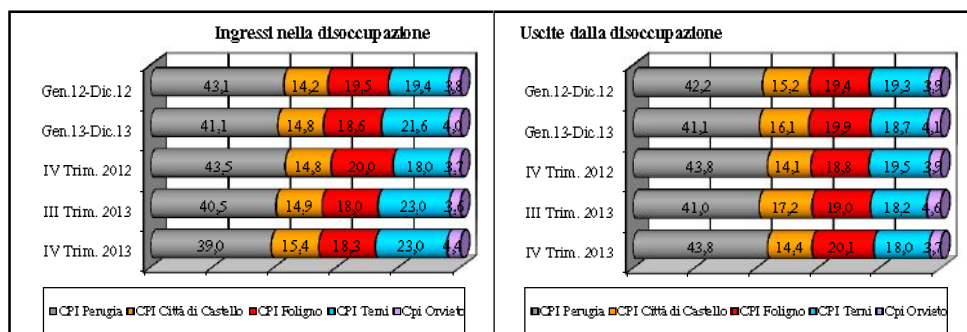 Ingressi nella disoccupazione
Gen.12-Dic.12 43,1 14,2 19,5 19,4 3,8
Gen.13-Dic.13 41,1 14,8 18,6 21,6 4,0
IV Trim. 2012 43,5 14,8 20,0 18,0 3,7
III Trim. 2013 40,5 14,9 18,0 23,0 3,6
IV Trim. 2013 39,0 15,4 18,3 23,0 4,4
CPI Perugia CPI Città di Castello CPI Foligno CPI Terni Cpi Orvieto
Uscite dalla disoccupazione
Gen.12-Dic.12 42,2 15,2 19,4 19,3 3,9
Gen.13-Dic.13 41,1 16,1 19,9 18,7 4,1
IV Trim. 2012 43,8 14,1 18,8 19,5 3,9
III Trim. 2013 41,0 17,2 19,0 18,2 4,6
IV Trim. 2013 43,8 14,4 20,1 18,0 3,7
CPI Perugia CPI Città di Castello CPI Foligno CPI Terni Cpi Orvieto